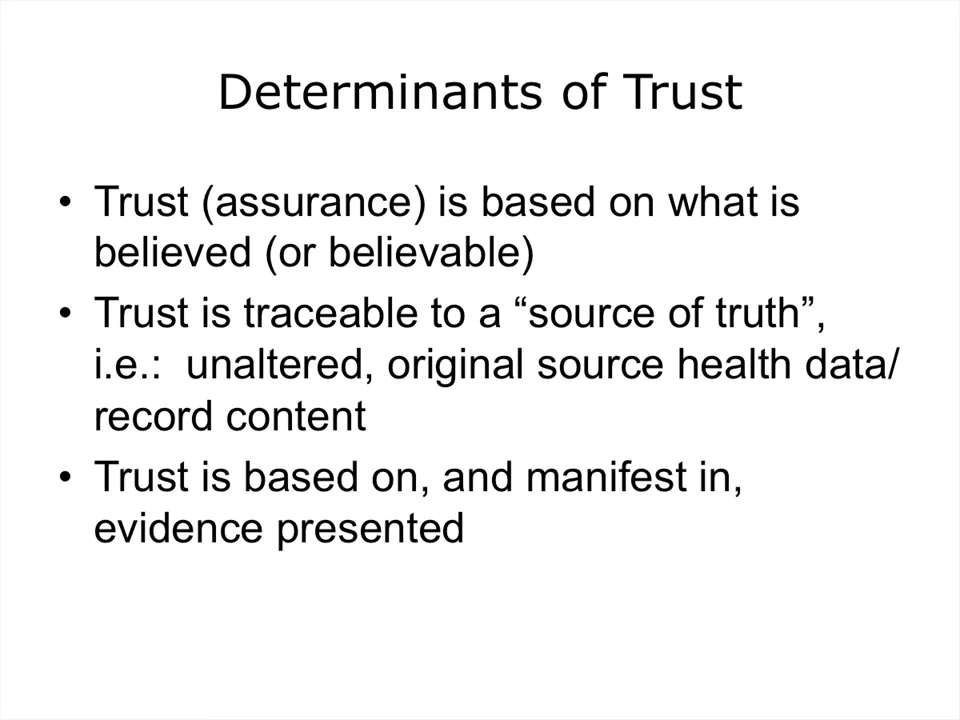 Determinants of Trust
• Trust (assurance) is based on what is
believed (or believable)
• Trust is traceable to a “source of truth”,
i.e.:  unaltered, original source health data/
record content
• Trust is based on, and manifest in,
evidence presented